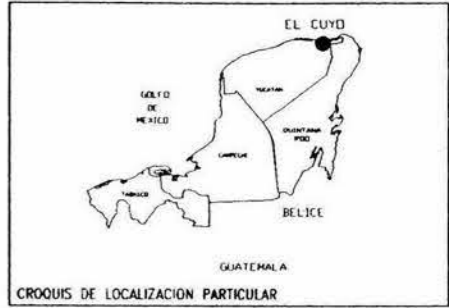 EL CUYO
GOLFO
DE
MEXICO
YUCATAN
QUINTANA
ROO
CAMPECHE
TABASCO
BELICE
GUATEMALA
CROQUIS DE LOCALIZACION PARTICULAR